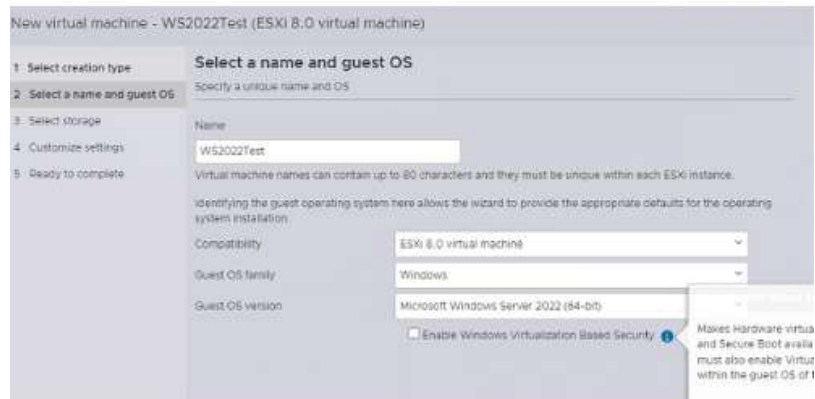 New virtual machine - WS2022Test (ESXi 8.0 virtual machine)
1 Select creation type
2 Select a name and guest OS
3 Select storage
4 Customize settings
5 Ready to complete
Select a name and guest OS
Specify a unique name and OS
Name
WS2022Test
Virtual machine names can contain up to 80 characters and they must be unique within each ESXi instance.
Identifying the guest operating system here allows the wizard to provide the appropriate defaults for the operating
system installation.
Compatibility
ESXi 8.0 virtual machine
Guest OS family
Windows
Guest OS version
Microsoft Windows Server 2022 (64-bit)
Enable Windows Virtualization Based Security
Makes Hardware virtua
and Secure Boot availa
must also enable Virtua
within the guest OS of t